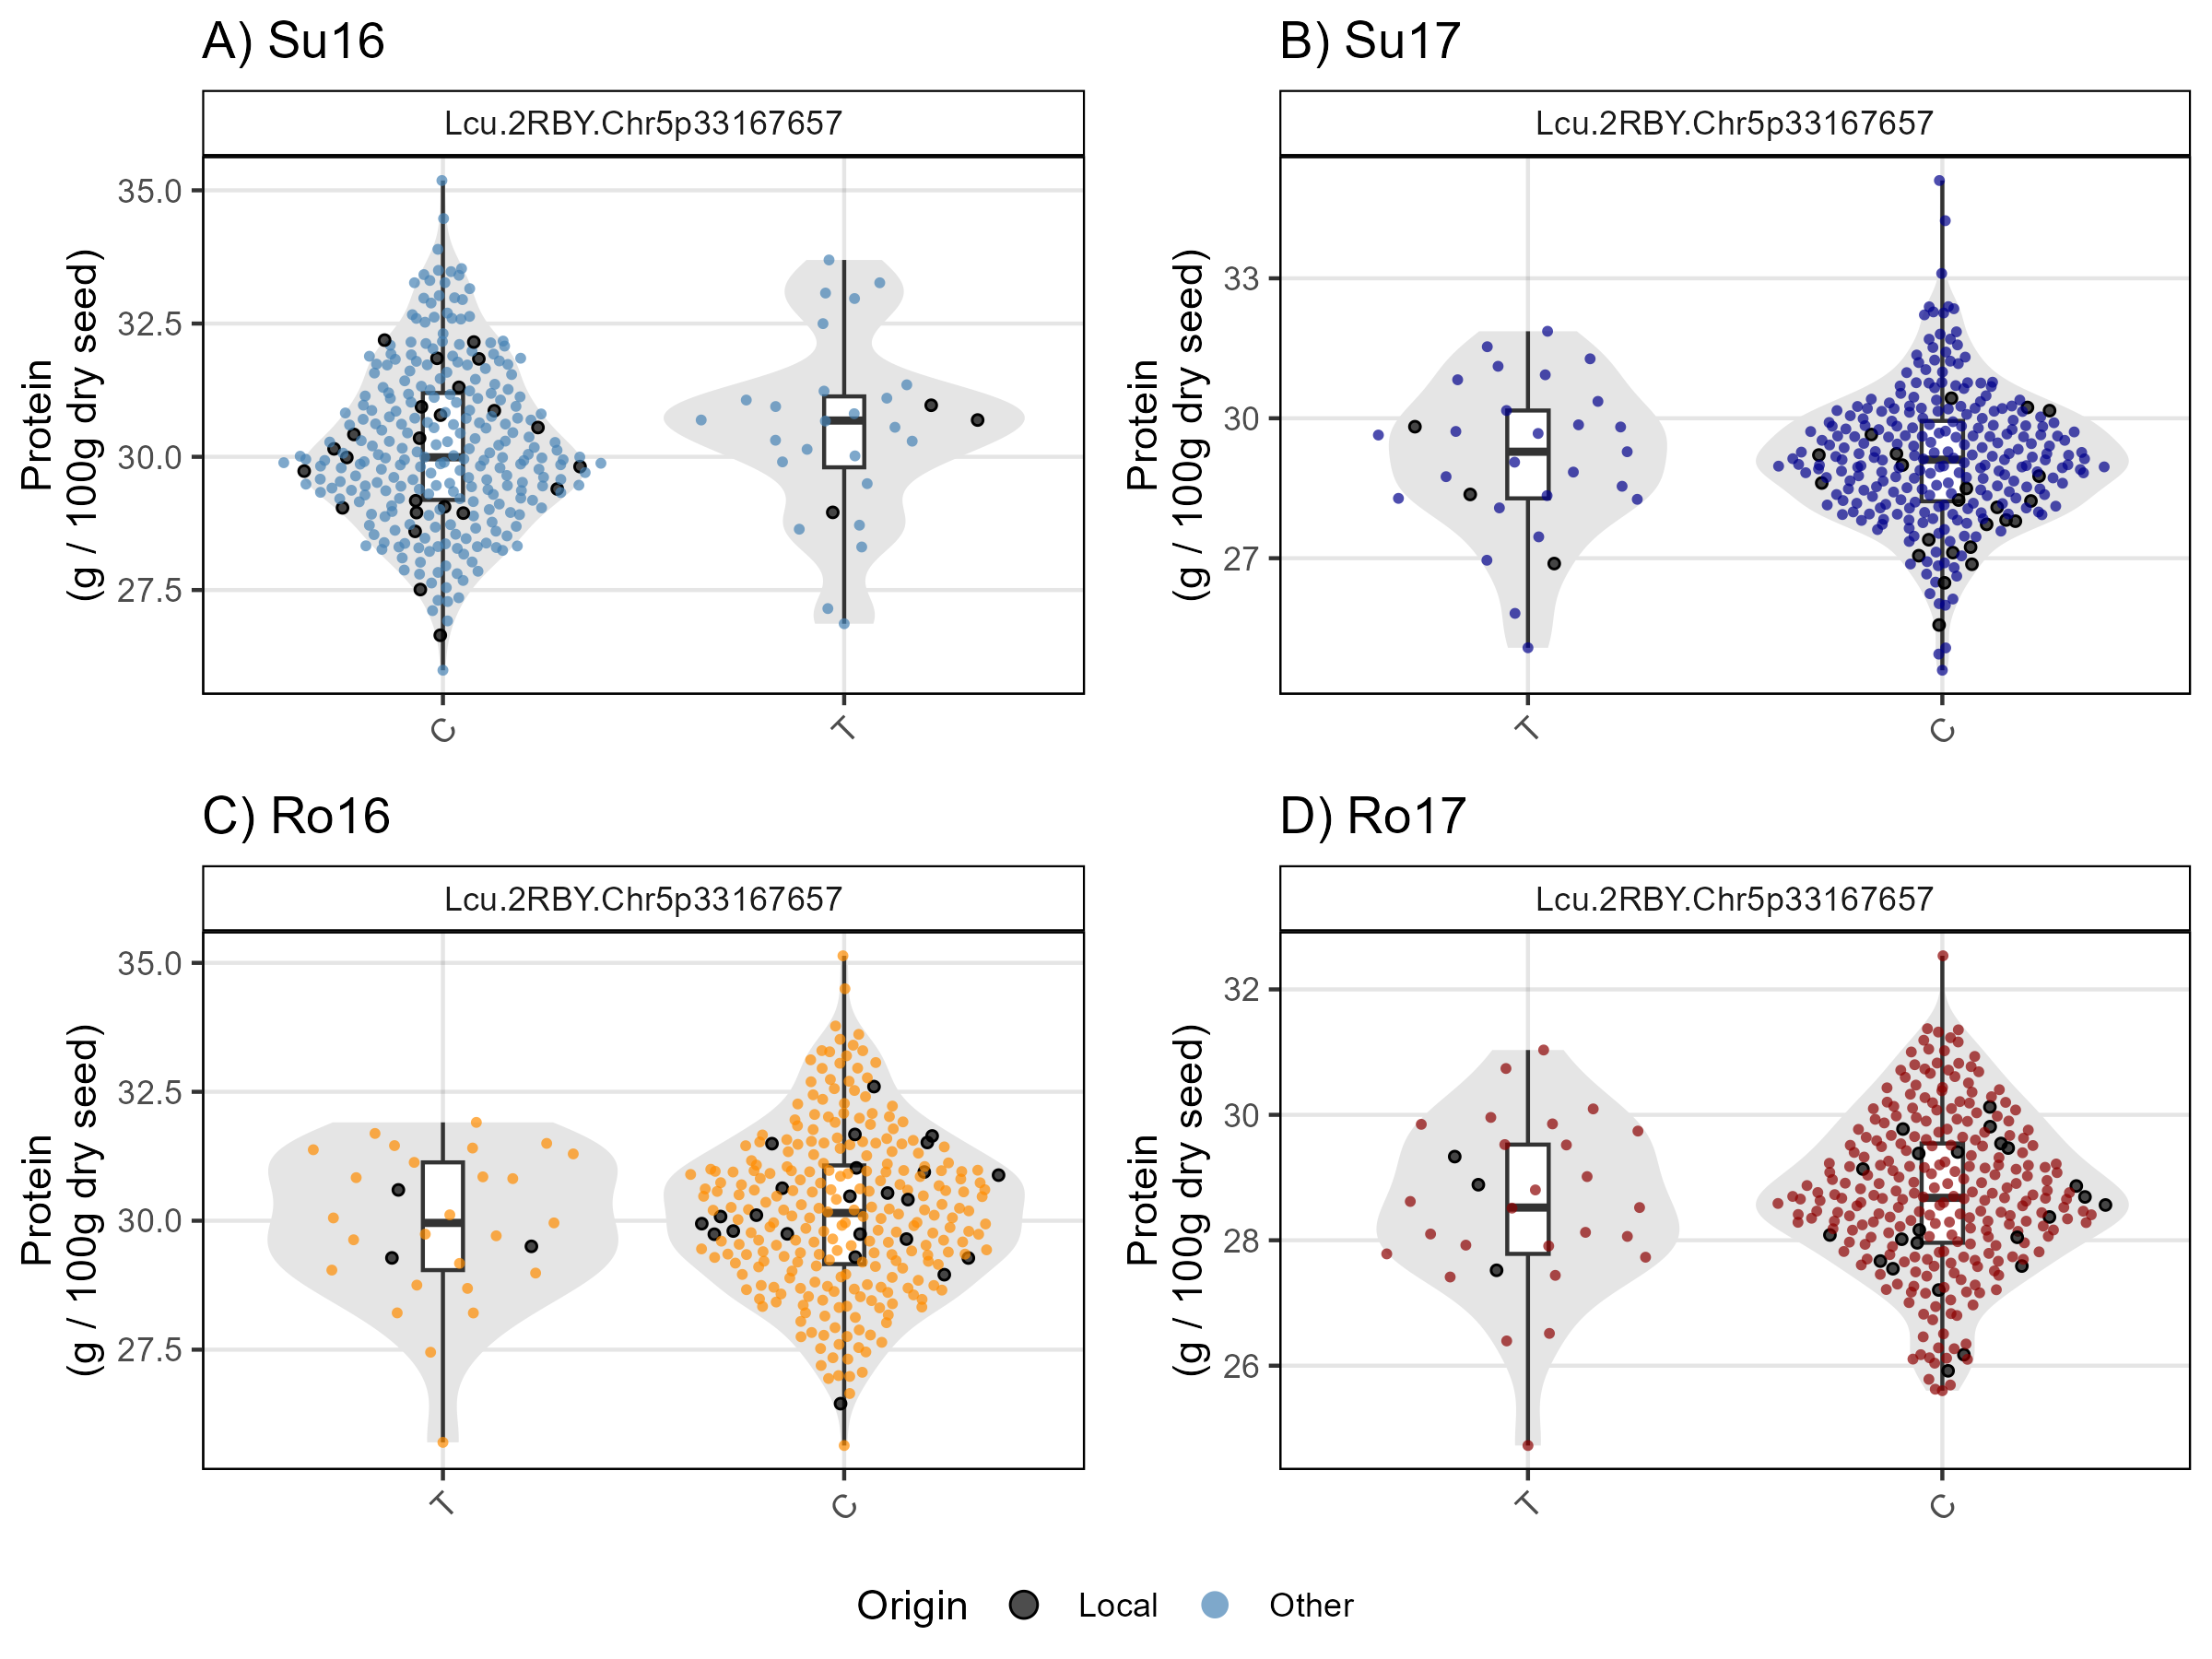 A) Su16
Lcu.2RBY.Chr5p33167657
Protein
(g / 100g dry seed)
35.0
32.5
30.0
27.5
C
T
B) Su17
Lcu.2RBY.Chr5p33167657
Protein
(g / 100g dry seed)
33
30
27
T
C
C) Ro16
Lcu.2RBY.Chr5p33167657
Protein
(g / 100g dry seed)
35.0
32.5
30.0
27.5
T
C
D) Ro17
Lcu.2RBY.Chr5p33167657
Protein
(g / 100g dry seed)
32
30
28
26
T
C
Origin Local Other